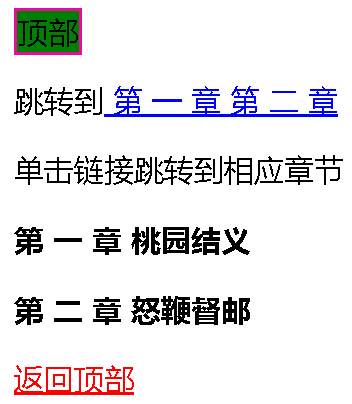 顶部
跳转到 第 一 章 第 二 章
单击链接跳转到相应章节
第 一 章 桃园结义
第 二 章 怒鞭督邮
返回顶部